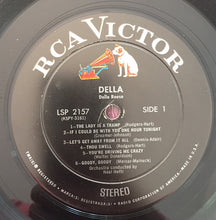 RCA VICTOR
DELLA
Della Reese
LSP 2157
SIDE 1
1-THE LADY IS A TRAMP (Rodgers-Hart)
2-IF I COULD BE WITH YOU ONE HOUR TONIGHT
(Creamer-Johnson)
3-LET'S GET AWAY FROM IT ALL (Dennis-Adair)
4-THOU SWELL (Rodgers-Hart)
5-YOU'RE DRIVING ME CRAZY
(Walter Donaldson)
6-GOODY, GOODY (Mercer-Malneck)
Orchestra conducted by
Neal Hefti
STEREO